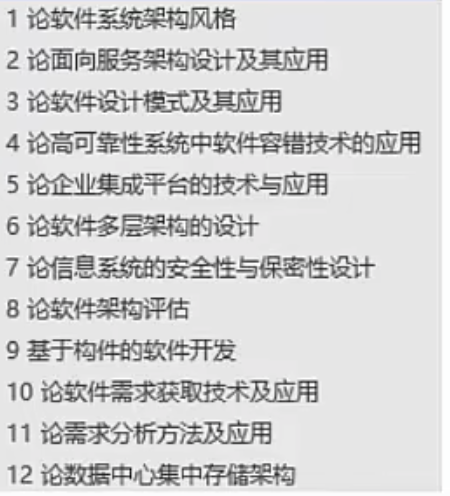 1 论软件系统架构风格
2 论面向服务架构设计及其应用
3 论软件设计模式及其应用
4 论高可靠性系统中软件容错技术的应用
5 论企业集成平台的技术与应用
6 论软件多层架构的设计
7 论信息系统的安全性与保密性设计
8 论软件架构评估
9 基于构件的软件开发
10 论软件需求获取技术及应用
11 论需求分析方法及应用
12 论数据中心集中存储架构